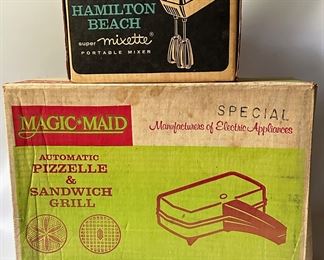 HAMILTON
BEACH®
super mixette®
PORTABLE MIXER
SPECIAL
MAGIC★MAID
Manufacturers of Electric Appliances
AUTOMATIC
PIZZELLE
&
SANDWICH
GRILL